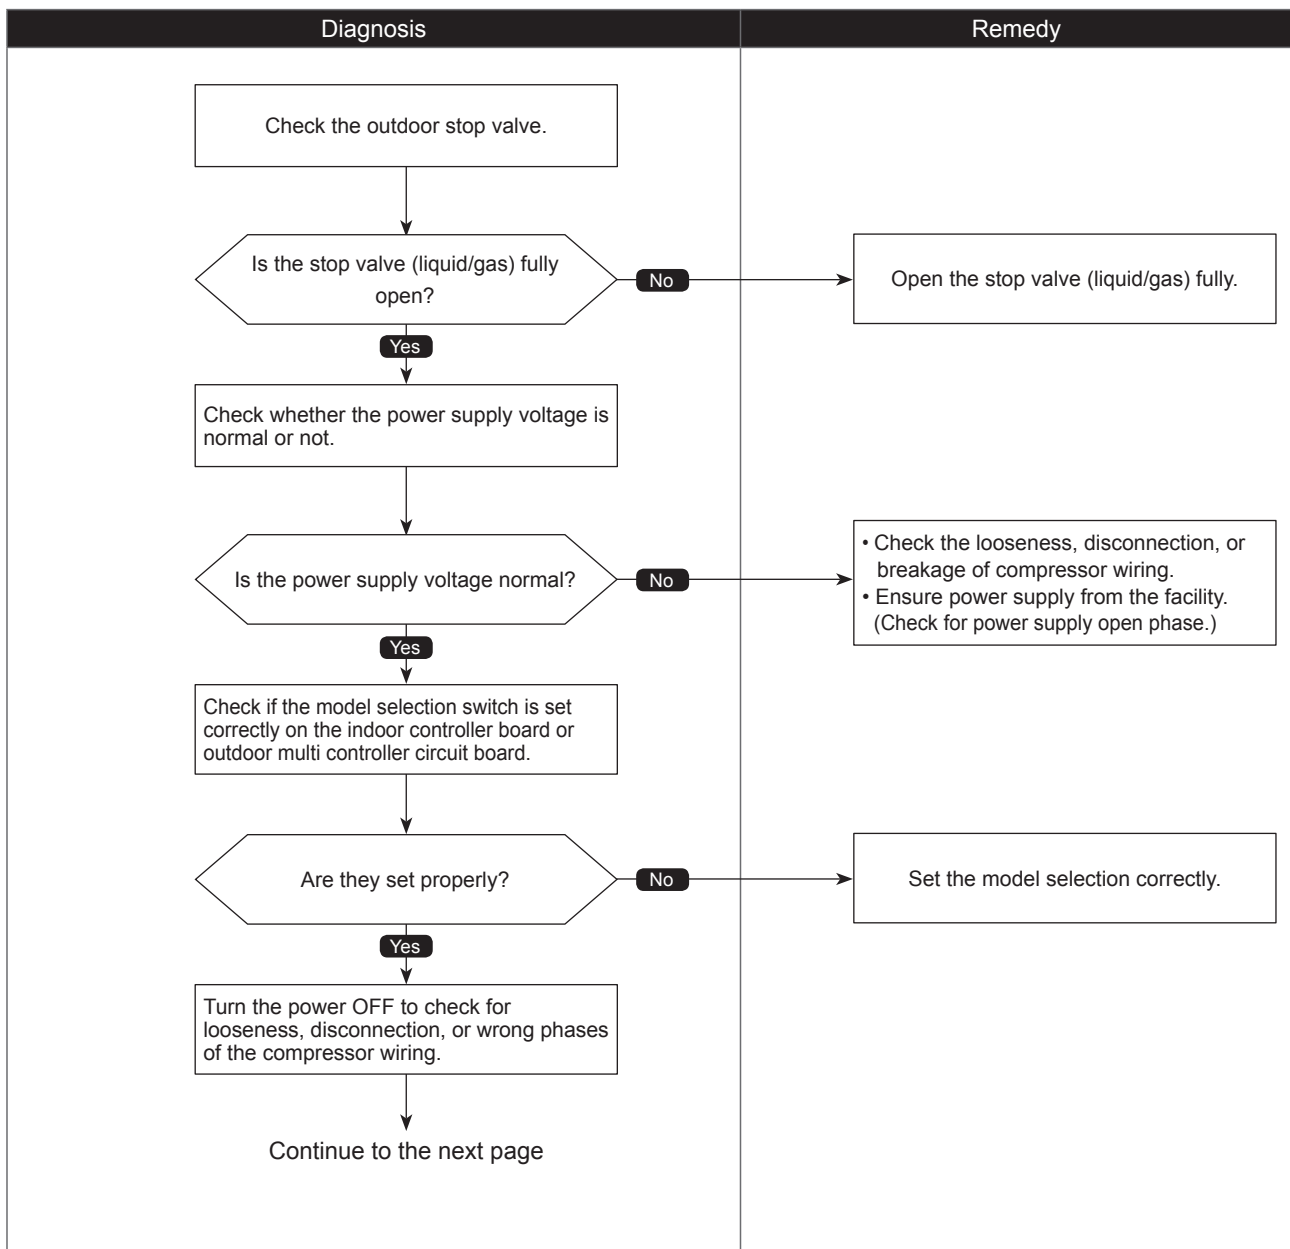 Diagnosis
Remedy
Check the outdoor stop valve.
Is the stop valve (liquid/gas) fully
open?
No
Open the stop valve (liquid/gas) fully.
Yes
Check whether the power supply voltage is
normal or not.
Is the power supply voltage normal?
No
• Check the looseness, disconnection, or
breakage of compressor wiring.
• Ensure power supply from the facility.
(Check for power supply open phase.)
Yes
Check if the model selection switch is set
correctly on the indoor controller board or
outdoor multi controller circuit board.
Are they set properly?
No
Set the model selection correctly.
Yes
Turn the power OFF to check for
looseness, disconnection, or wrong phases
of the compressor wiring.
Continue to the next page